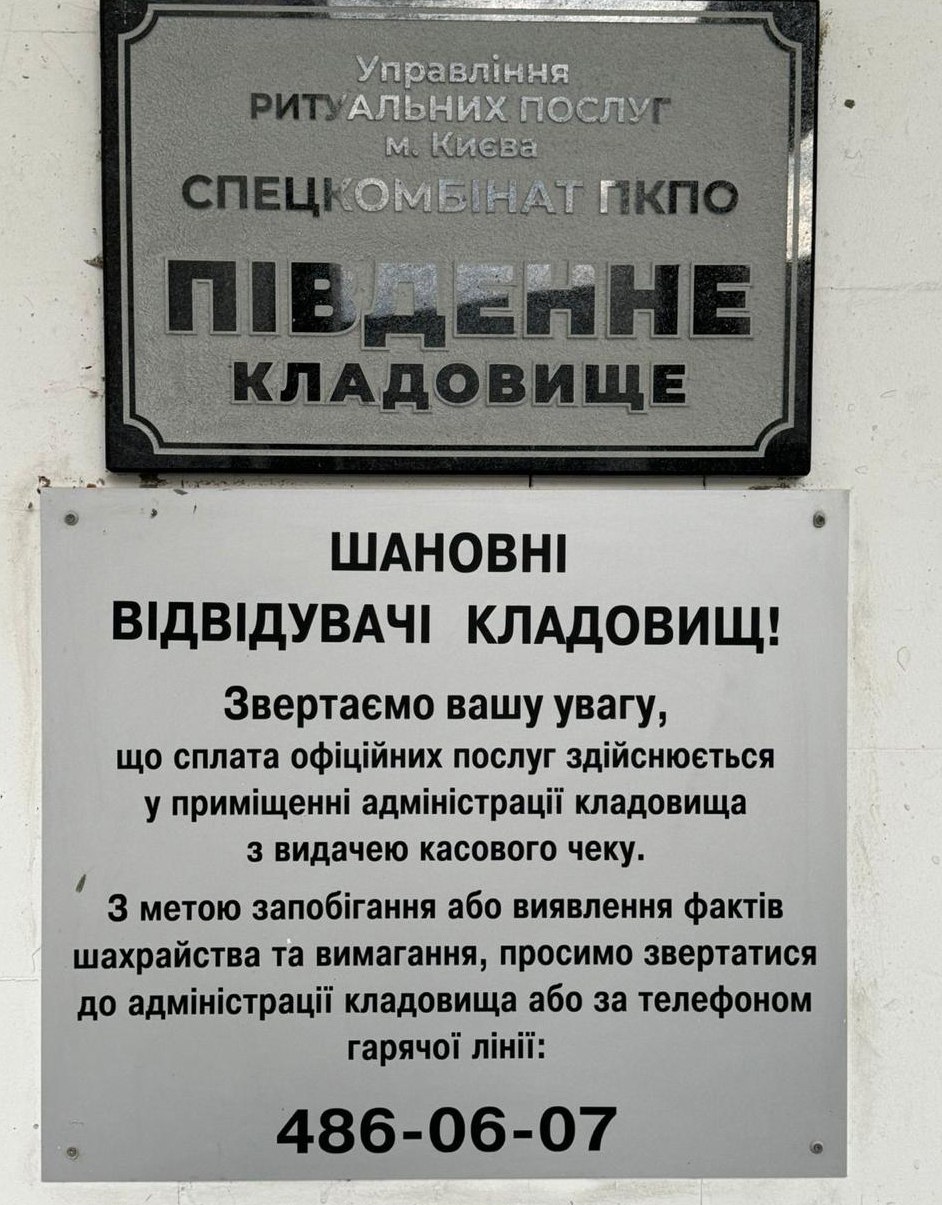 Управління
РИТУАЛЬНИХ ПОСЛУГ
м. Києва
СПЕЦКОМБІНАТ ПКПО
ПІВДЕННЕ
КЛАДОВИЩЕ
ШАНОВНІ
ВІДВІДУВАЧІ КЛАДОВИЩ!
Звертаємо вашу увагу,
що сплата офіційних послуг здійснюється
у приміщенні адміністрації кладовища
з видачею касового чеку.
З метою запобігання або виявлення фактів
шахрайства та вимагання, просимо звертатися
до адміністрації кладовища або за телефоном
гарячої лінії:
486-06-07